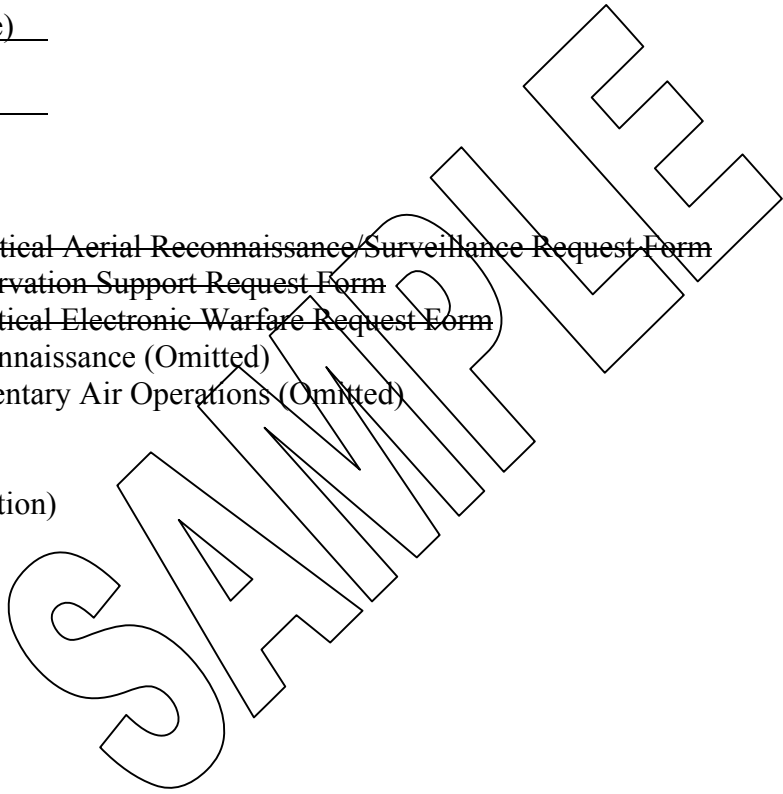 e)
tical Aerial Reconnaissance/Surveillance Request Form
rvation Support Request Form
tical Electronic Warfare Request Form
nnaissance (Omitted)
entary Air Operations (Omitted)
tion)
SAMPLE